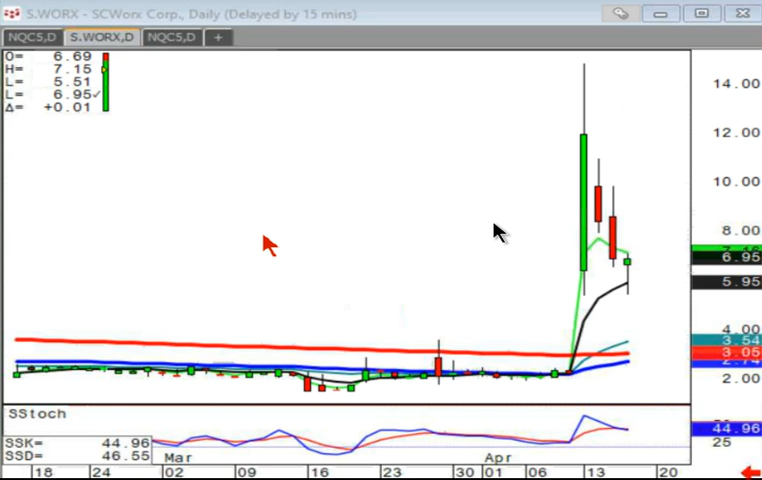 S.WORX - SCWorx Corp., Daily (Delayed by 15 mins)
NQC5,D S.WORX,D NQC5,D +
O= 6.69
H= 7.15
L= 5.51
L= 6.95✓
Δ= +0.01
14.00
12.00
10.00
8.00
6.95
5.95
4.00
3.54
3.05
2.00
SStoch
SSK= 44.96
SSD= 46.55
44.96
25
Mar Apr
18 24 02 09 16 23 30 01 06 13 20